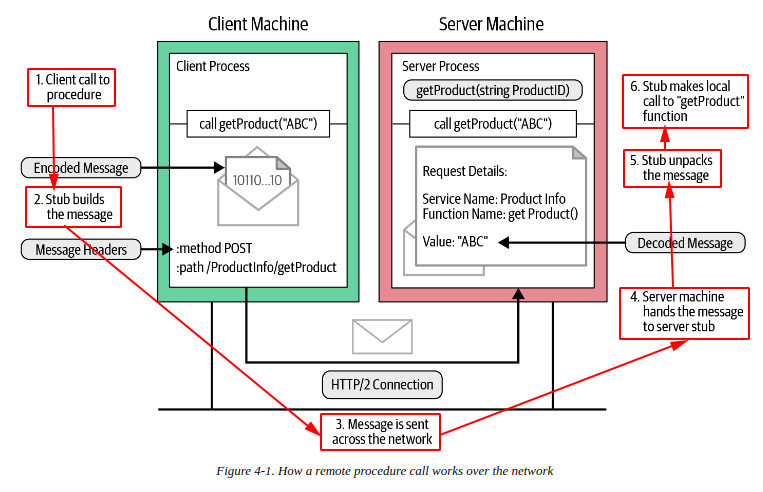 Client Machine
Server Machine
Client Process
Server Process
1. Client call to
procedure
getProduct(string ProductID)
6. Stub makes local
call to "getProduct"
function
call getProduct("ABC")
call getProduct("ABC")
Encoded Message
10110...10
Request Details:
5. Stub unpacks
the message
2. Stub builds
the message
Service Name: Product Info
Function Name: get Product()
Message Headers
:method POST
:path /ProductInfo/getProduct
Value: "ABC"
Decoded Message
4. Server machine
hands the message
to server stub
HTTP/2 Connection
3. Message is sent
across the network
Figure 4-1. How a remote procedure call works over the network